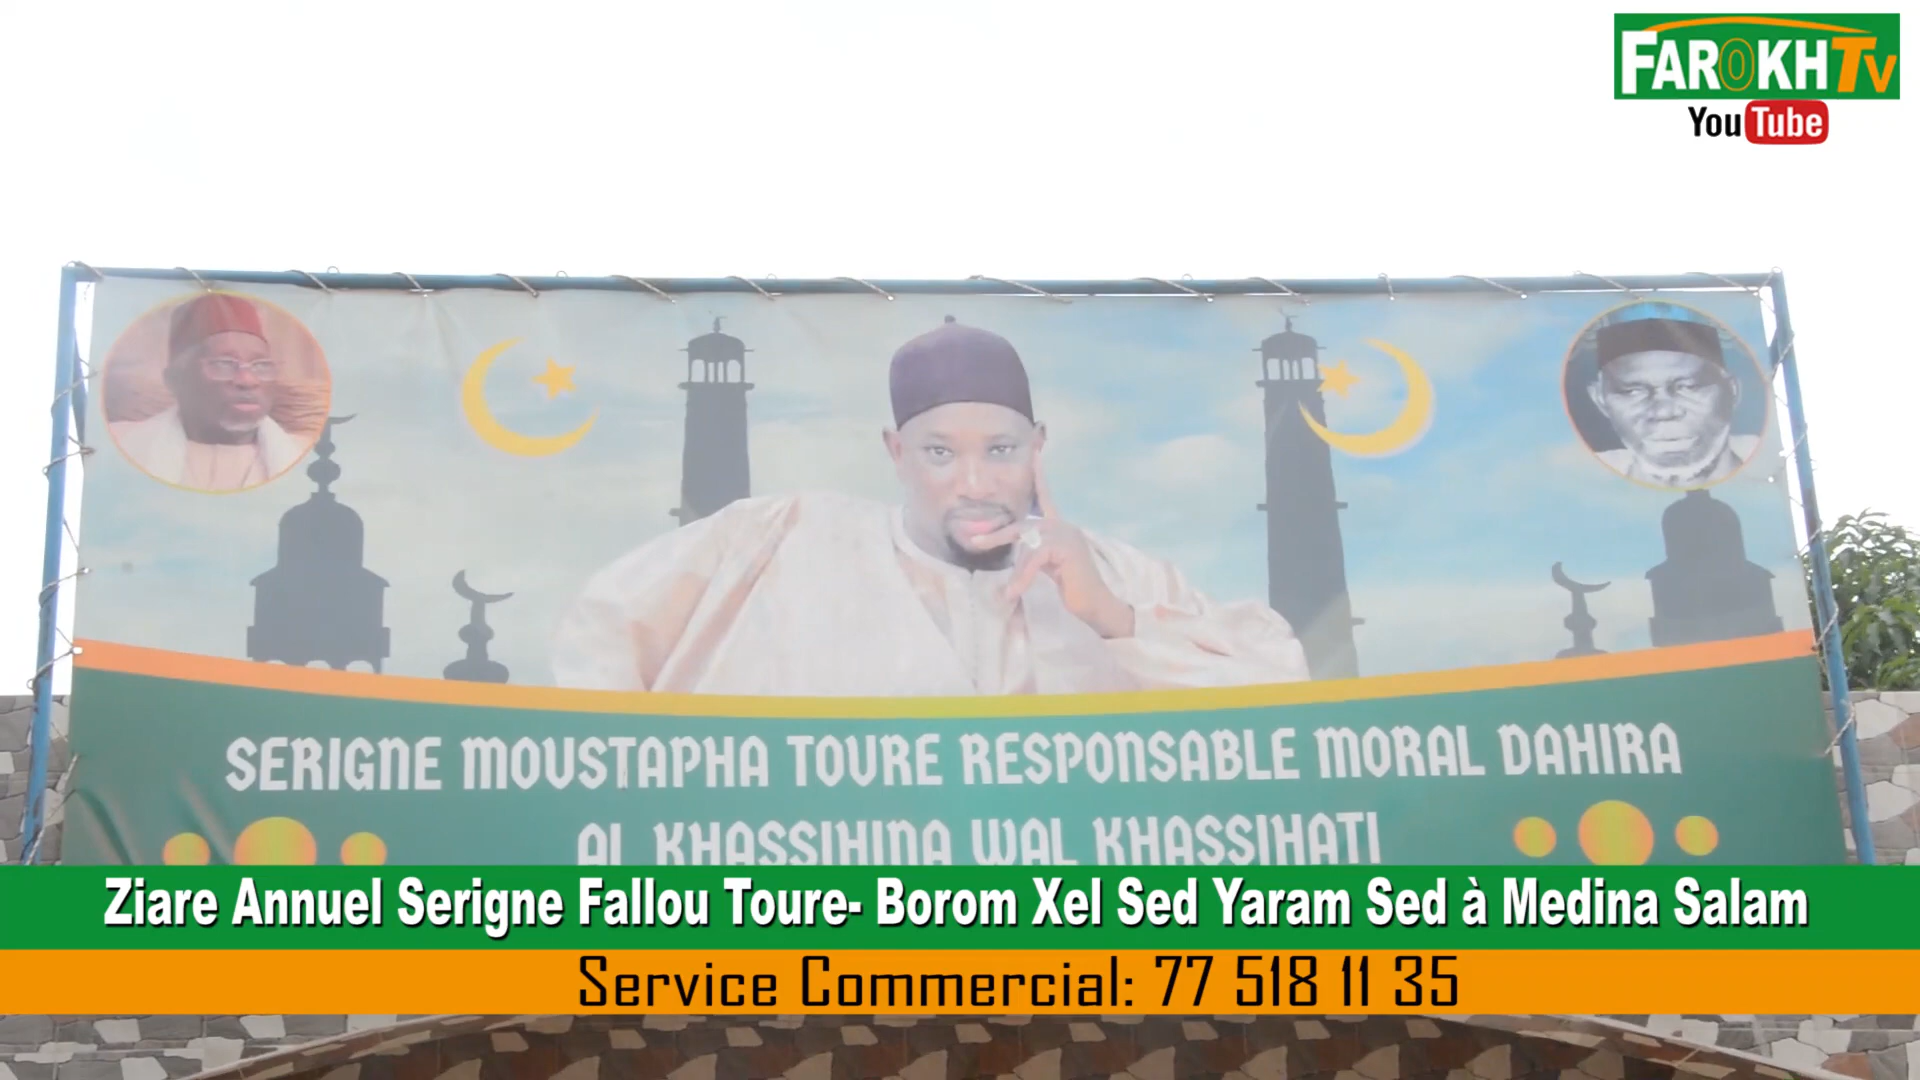 FAROKHTV
YouTube
SERIGNE MOUSTAPHA TOURE RESPONSABLE MORAL DAHIRA
AL KHASSIHINA WAL KHASSIHATI
Ziare Annuel Serigne Fallou Toure- Borom Xel Sed Yaram Sed à Medina Salam
Service Commercial: 77 518 11 35